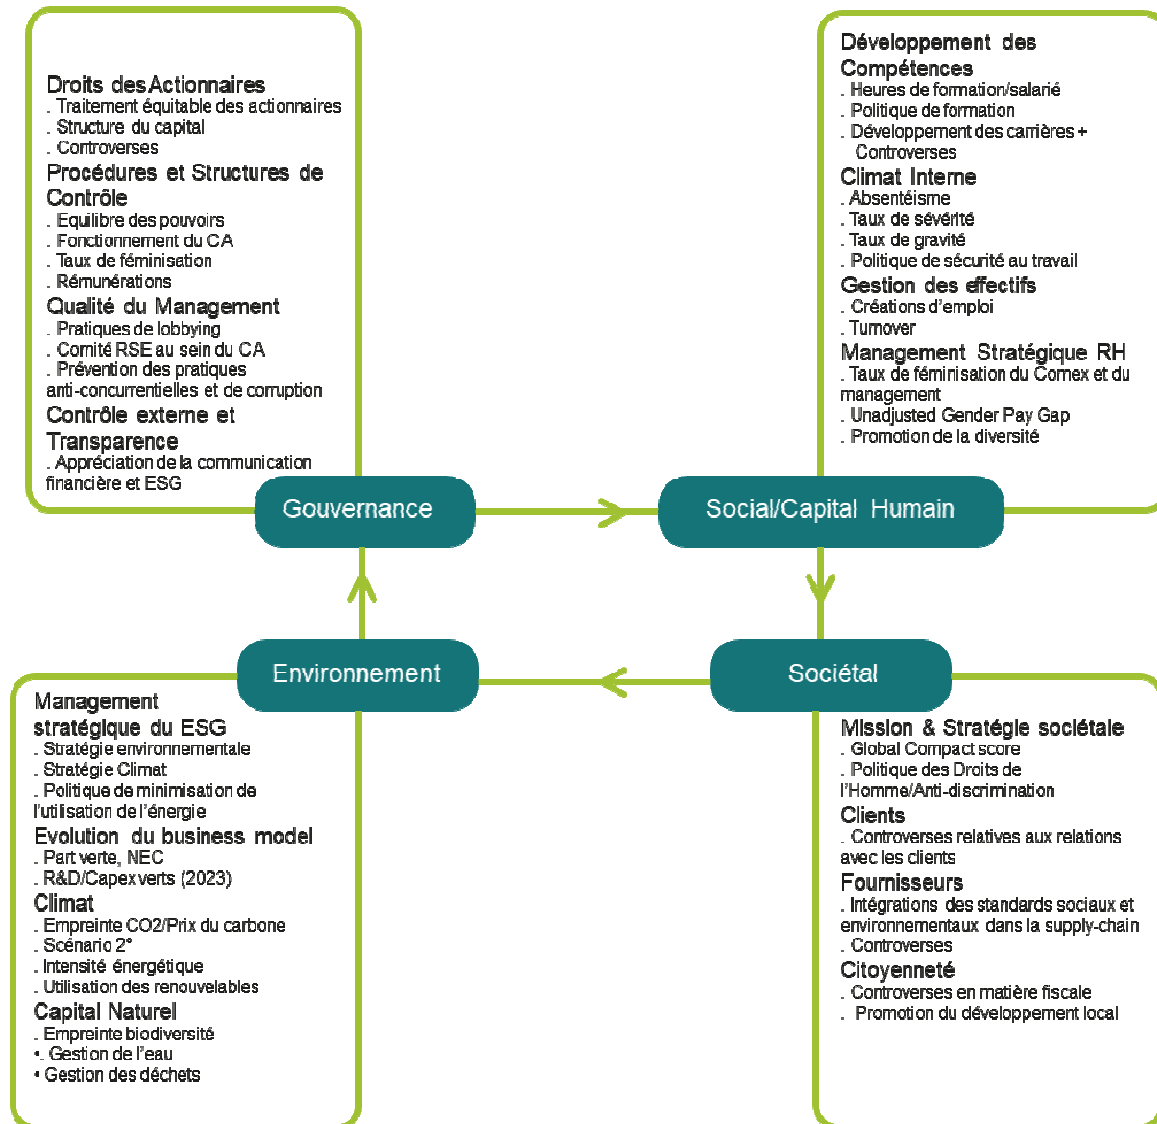 Droits des Actionnaires
. Traitement équitable des actionnaires
. Structure du capital
. Controverses
Procédures et Structures de
Contrôle
. Equilibre des pouvoirs
. Fonctionnement du CA
. Taux de féminisation
. Rémunérations
Qualité du Management
. Pratiques de lobbying
. Comité RSE au sein du CA
. Prévention des pratiques
anti-concurrentielles et de corruption
Contrôle externe et
Transparence
. Appréciation de la communication
financière et ESG
Gouvernance
Développement des
Compétences
. Heures de formation/salarié
. Politique de formation
. Développement des carrières +
Controverses
Climat Interne
. Absentéisme
. Taux de sévérité
. Taux de gravité
. Politique de sécurité au travail
Gestion des effectifs
. Créations d'emploi
. Turnover
Management Stratégique RH
. Taux de féminisation du Comex et du
management
. Unadjusted Gender Pay Gap
. Promotion de la diversité
Social/Capital Humain
Environnement
Management
stratégique du ESG
. Stratégie environnementale
. Stratégie Climat
. Politique de minimisation de
l'utilisation de l'énergie
Evolution du business model
. Part verte, NEC
. R&D/Capex verts (2023)
Climat
. Empreinte CO2/Prix du carbone
. Scénario 2°
. Intensité énergétique
. Utilisation des renouvelables
Capital Naturel
. Empreinte biodiversité
•. Gestion de l'eau
• Gestion des déchets
Sociétal
Mission & Stratégie sociétale
. Global Compact score
. Politique des Droits de
l'Homme/Anti-discrimination
Clients
. Controverses relatives aux relations
avec les clients
Fournisseurs
. Intégrations des standards sociaux et
environnementaux dans la supply-chain
. Controverses
Citoyenneté
. Controverses en matière fiscale
. Promotion du développement local